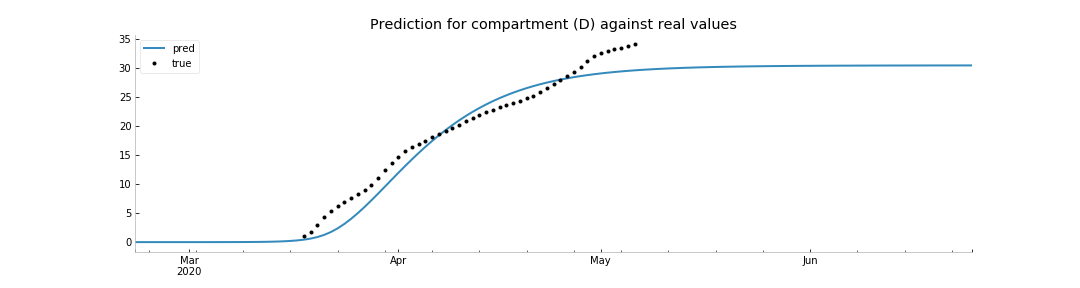 Prediction for compartment (D) against real values
35
30
25
20
15
10
5
0
pred
true
Mar
2020
Apr
May
Jun